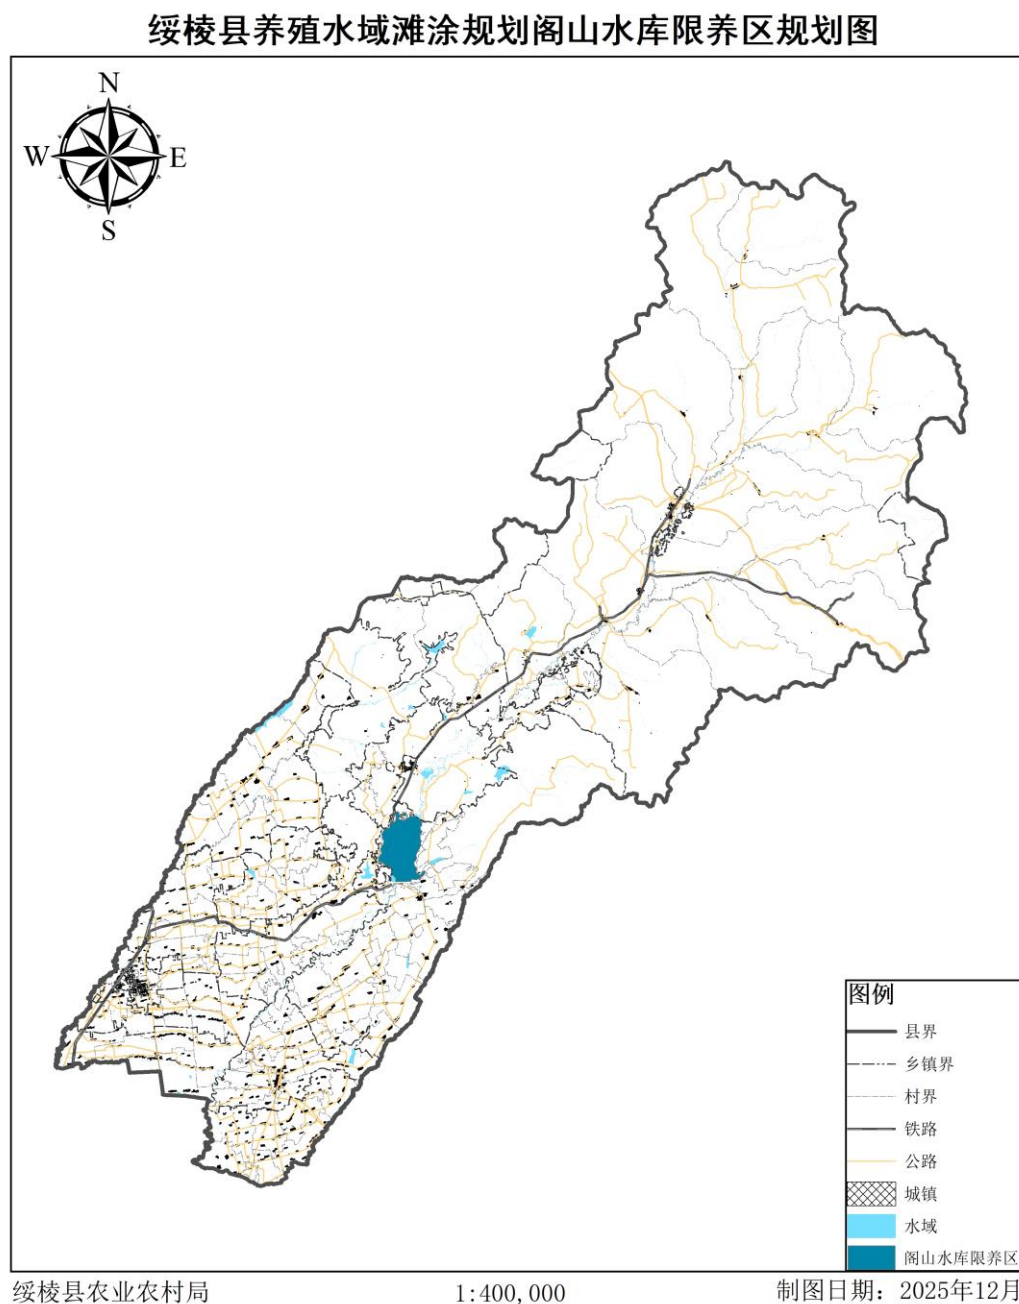 绥棱县养殖水域滩涂规划阁山水库限养区规划图
N
W E
S
图例
县界
乡镇界
村界
铁路
公路
城镇
水域
阁山水库限养区
绥棱县农业农村局 1:400,000 制图日期：2025年12月